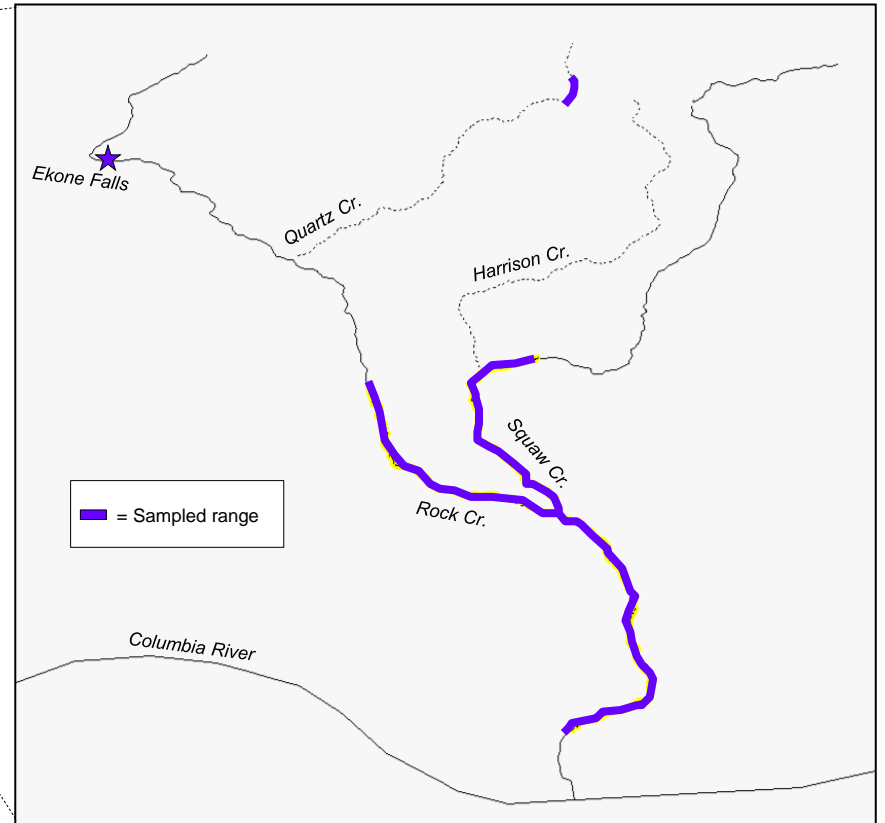 Ekone Falls
Quartz Cr.
Harrison Cr.
Squaw Cr.
Rock Cr.
= Sampled range
Columbia River